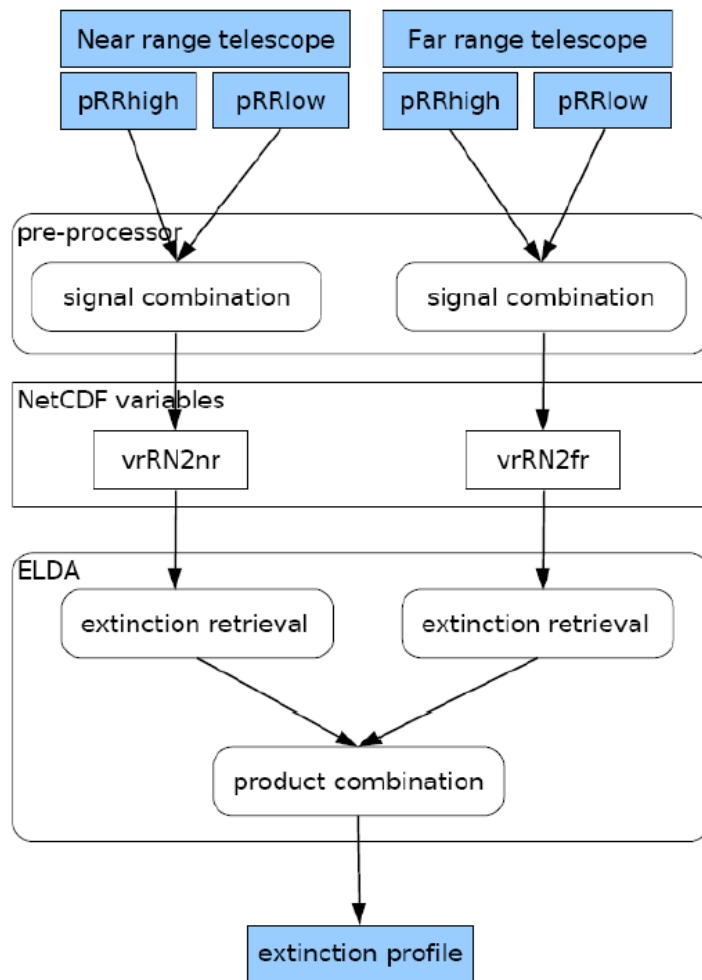 Near range telescope
Far range telescope
pRRhigh
pRRlow
pRRhigh
pRRlow
pre-processor
signal combination
signal combination
NetCDF variables
vrRN2nr
vrRN2fr
ELDA
extinction retrieval
extinction retrieval
product combination
extinction profile